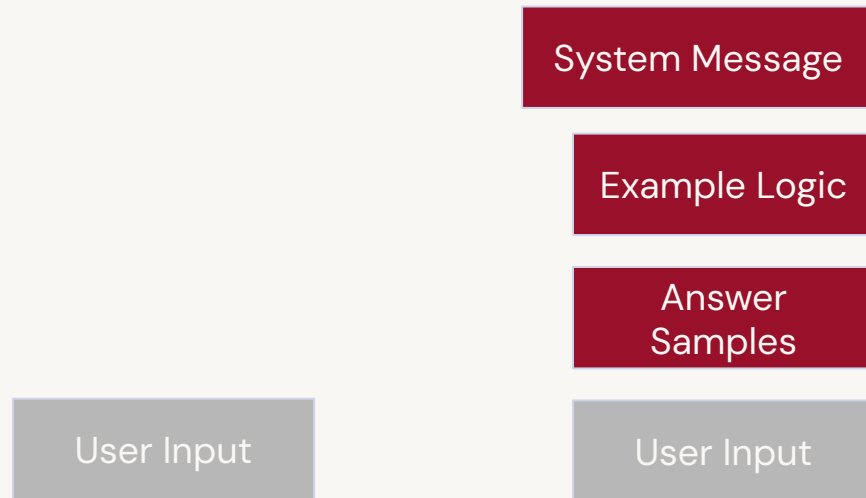 System Message
Example Logic
Answer
Samples
User Input
User Input